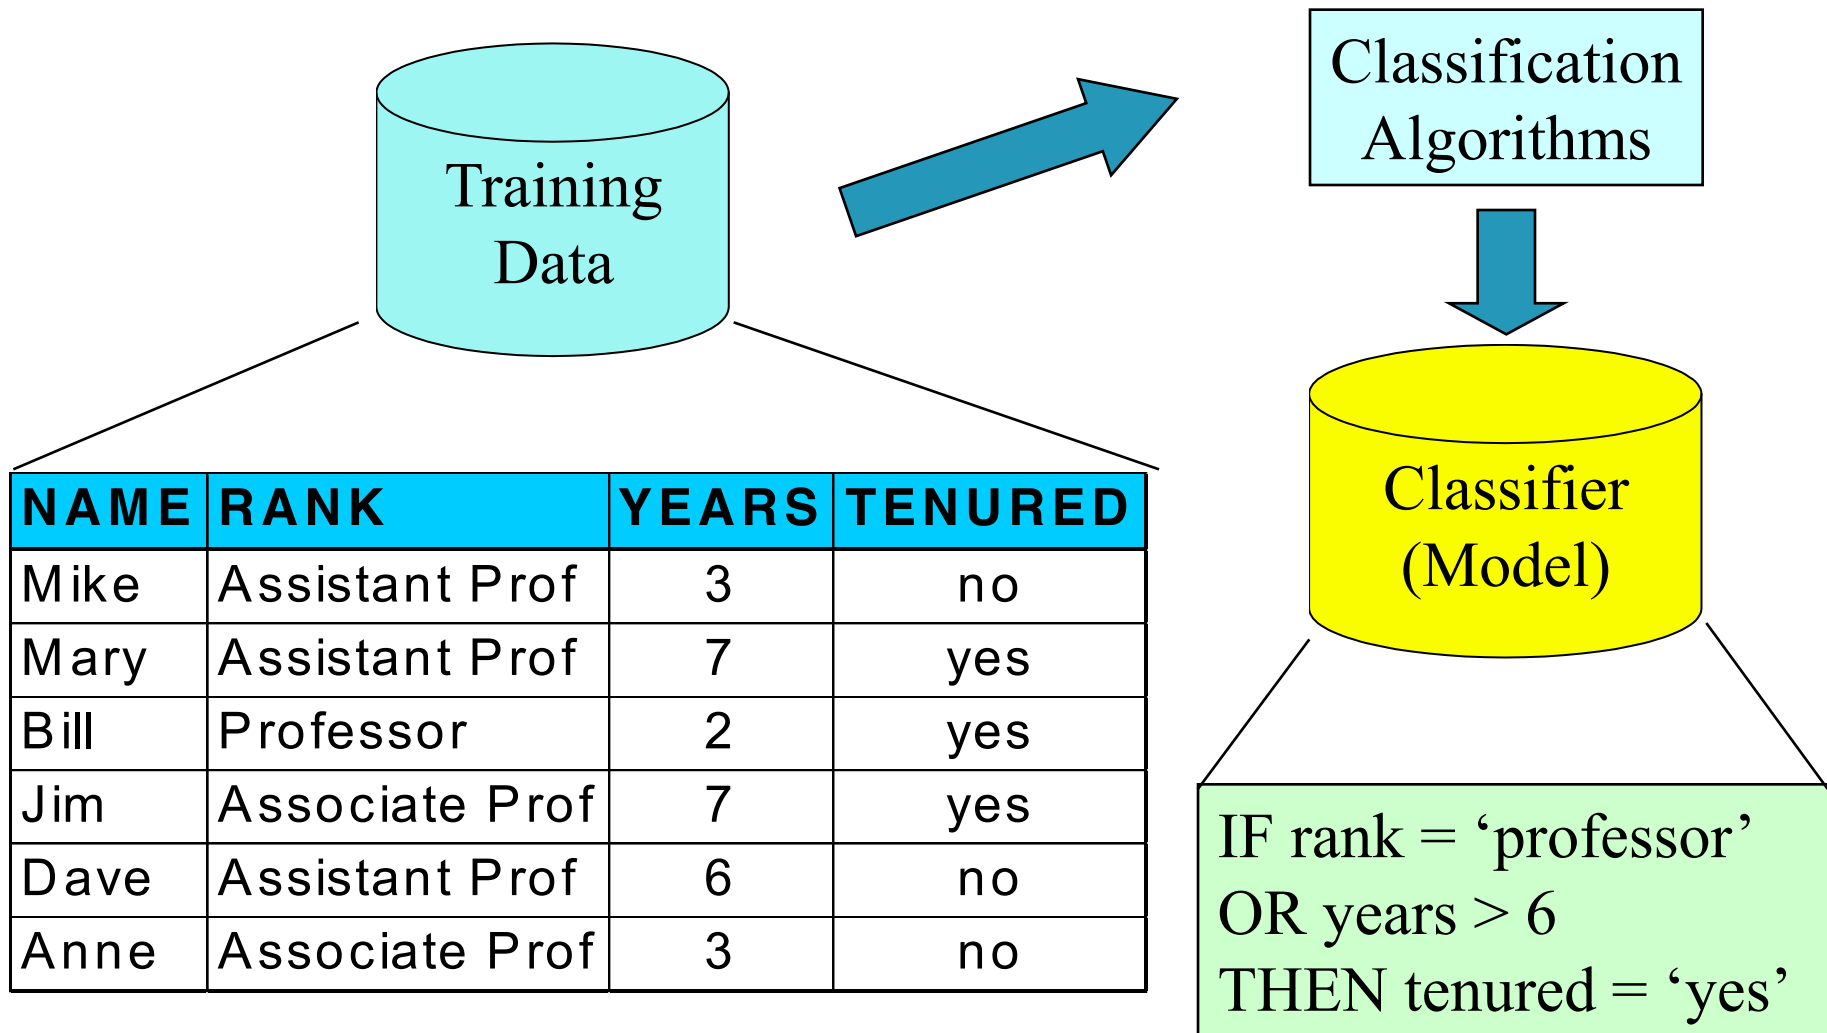 Training
Data
Classification
Algorithms
NAME RANK YEARS TENURED
Mike Assistant Prof 3 no
Mary Assistant Prof 7 yes
Bill Professor 2 yes
Jim Associate Prof 7 yes
Dave Assistant Prof 6 no
Anne Associate Prof 3 no
Classifier
(Model)
IF rank = ‘professor’
OR years > 6
THEN tenured = ‘yes’